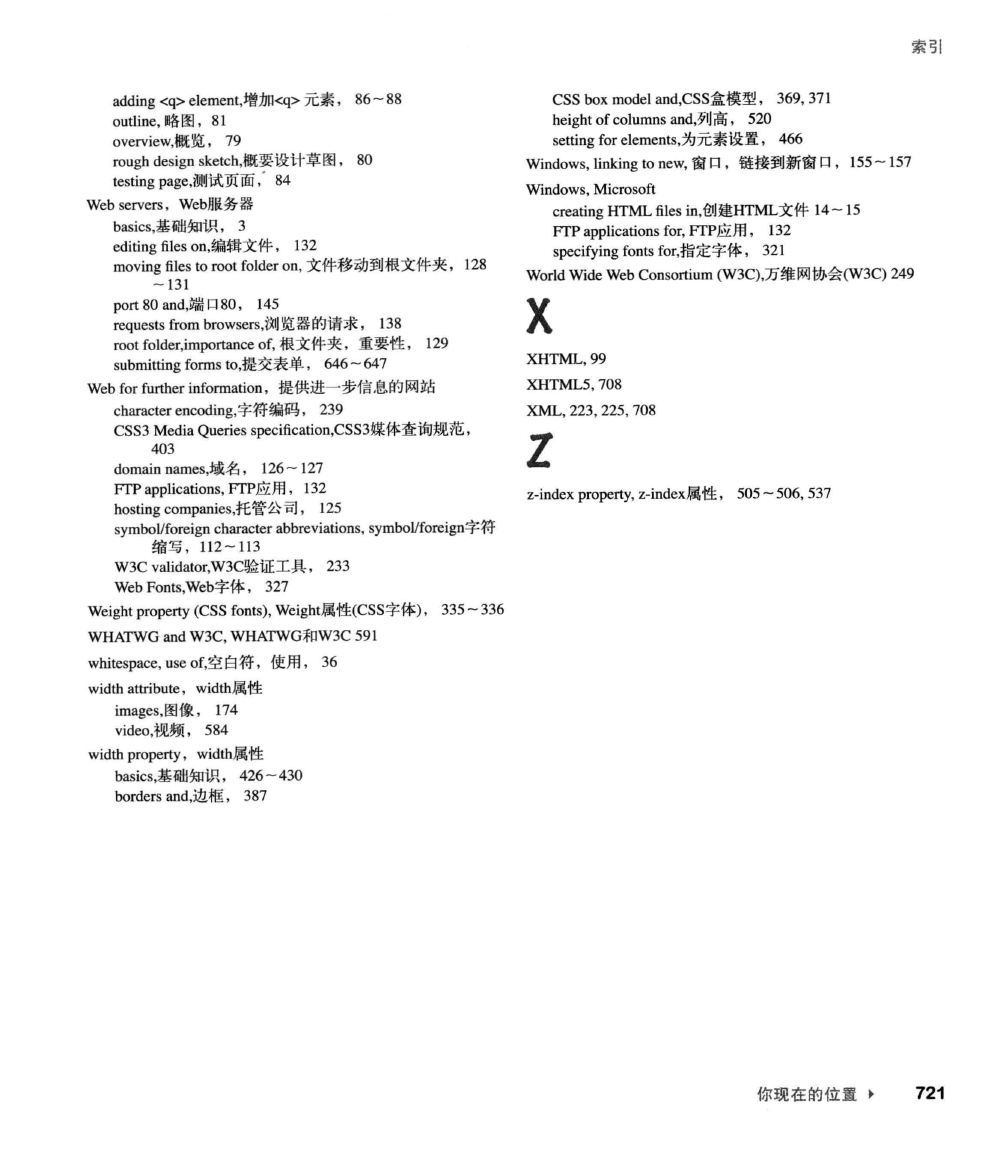 索引
adding <q> element,增加<q> 元素， 86～88
outline, 略图，81
overview,概览， 79
rough design sketch,概要设计草图， 80
testing page,测试页面， 84
Web servers，Web服务器
basics,基础知识， 3
editing files on,编辑文件， 132
moving files to root folder on, 文件移动到根文件夹，128
～131
port 80 and,端口80， 145
requests from browsers,浏览器的请求， 138
root folder,importance of, 根文件夹，重要性， 129
submitting forms to,提交表单， 646～647
Web for further information，提供进一步信息的网站
character encoding,字符编码， 239
CSS3 Media Queries specification,CSS3媒体查询规范，
403
domain names,域名， 126～127
FTP applications, FTP应用，132
hosting companies,托管公司， 125
symbol/foreign character abbreviations, symbol/foreign字符
缩写，112～113
W3C validator,W3C验证工具， 233
Web Fonts,Web字体， 327
Weight property (CSS fonts), Weight属性(CSS字体)， 335～336
WHATWG and W3C, WHATWG和W3C 591
whitespace, use of,空白符，使用， 36
width attribute，width属性
images,图像， 174
video,视频， 584
width property，width属性
basics,基础知识， 426～430
borders and,边框， 387
CSS box model and,CSS盒模型， 369, 371
height of columns and,列高， 520
setting for elements,为元素设置， 466
Windows, linking to new, 窗口，链接到新窗口，155～157
Windows, Microsoft
creating HTML files in,创建HTML文件 14～15
FTP applications for, FTP应用， 132
specifying fonts for,指定字体， 321
World Wide Web Consortium (W3C),万维网协会(W3C) 249
X
XHTML, 99
XHTML5, 708
XML, 223, 225, 708
Z
z-index property, z-index属性， 505～506, 537
你现在的位置 ▸ 721